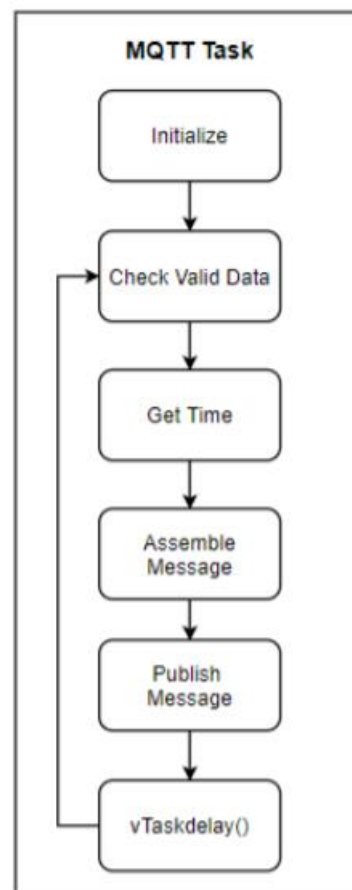 MQTT Task
Initialize
Check Valid Data
Get Time
Assemble
Message
Publish
Message
vTaskdelay()